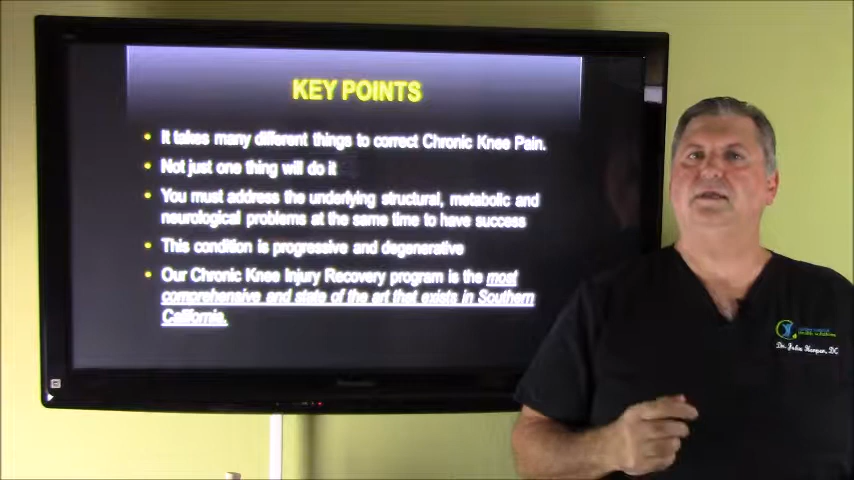 KEY POINTS
• It takes many different things to correct Chronic Knee Pain.
• Not just one thing will do it
• You must address the underlying structural, metabolic and
neurological problems at the same time to have success
• This condition is progressive and degenerative
• Our Chronic Knee Injury Recovery program is the most
comprehensive and state of the art that exists in Southern
California.
DC